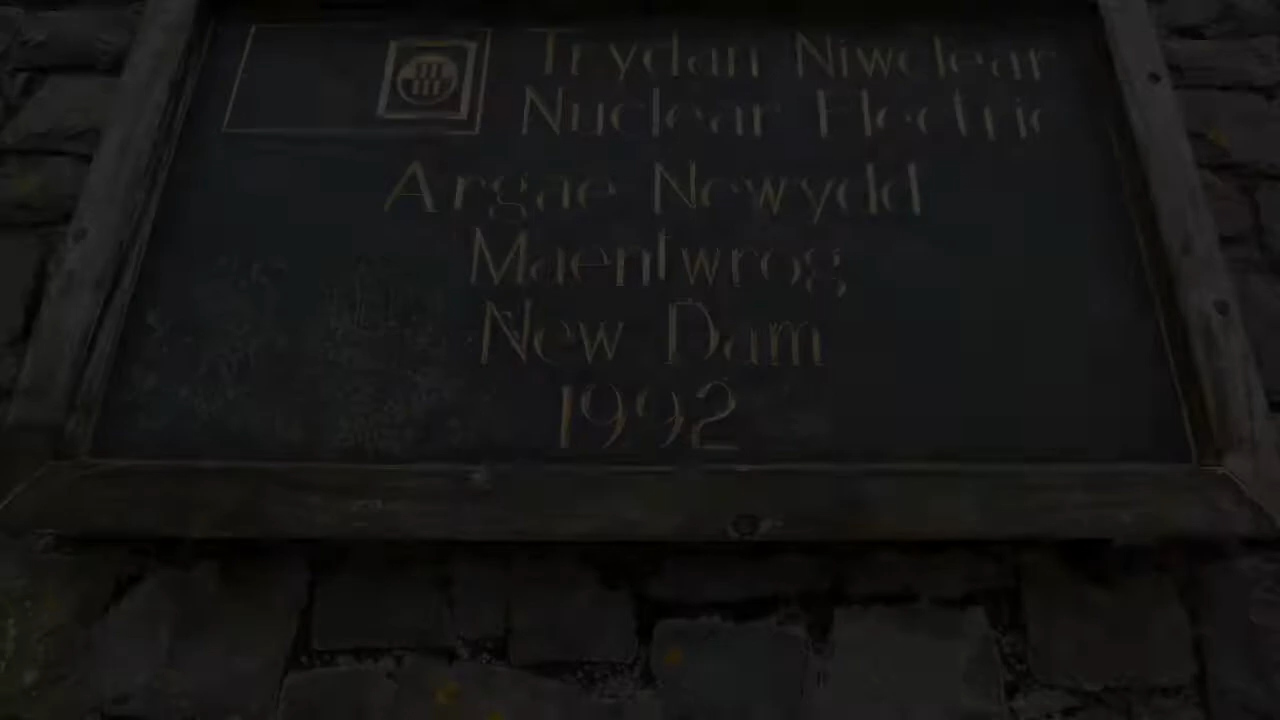 Trydan Niwclear
Nuclear Electric
Argae Newydd
Maentwrog
New Dam
1992